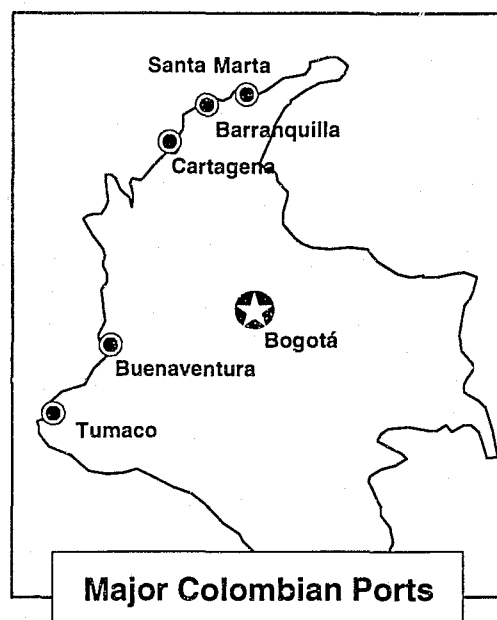 Santa Marta
Barranquilla
Cartagena
Bogotá
Buenaventura
Tumaco
Major Colombian Ports